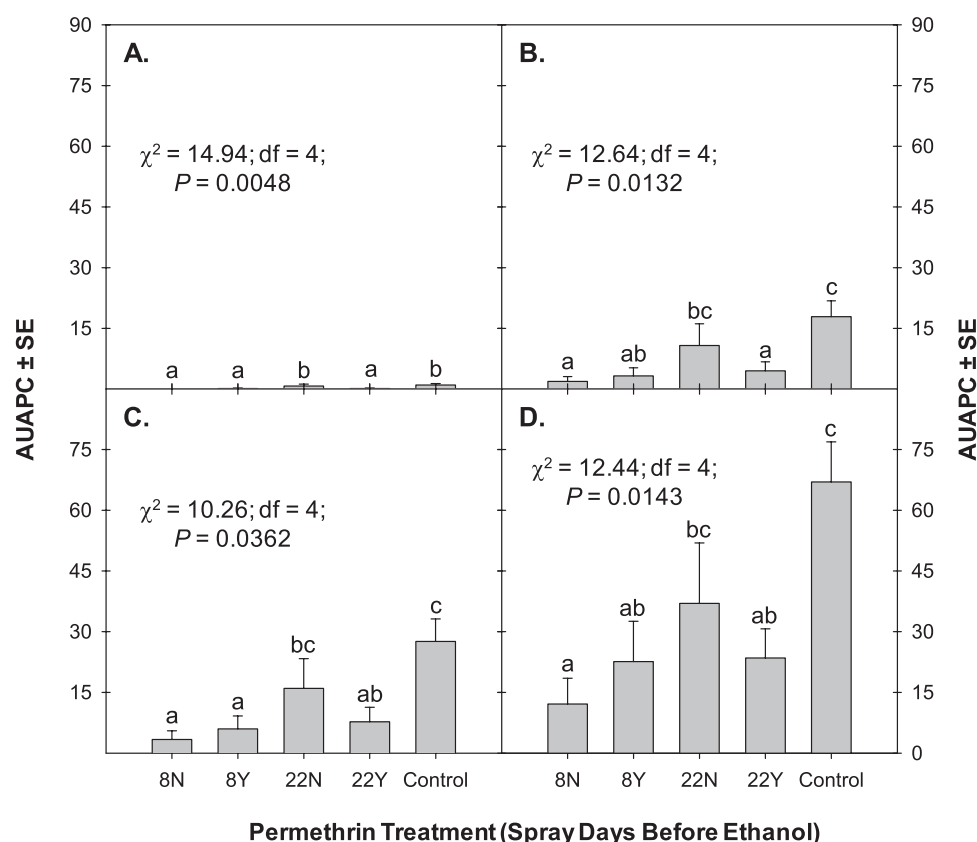 90
75
60
45
30
15
A.
χ² = 14.94; df = 4;
P = 0.0048
a a b a b
B.
χ² = 12.64; df = 4;
P = 0.0132
a ab bc a c
90
75
60
45
30
15
AUAPC ± SE
AUAPC ± SE
75
60
45
30
15
C.
χ² = 10.26; df = 4;
P = 0.0362
a a bc ab c
D.
χ² = 12.44; df = 4;
P = 0.0143
a ab bc ab c
75
60
45
30
15
0
8N 8Y 22N 22Y Control
8N 8Y 22N 22Y Control
Permethrin Treatment (Spray Days Before Ethanol)